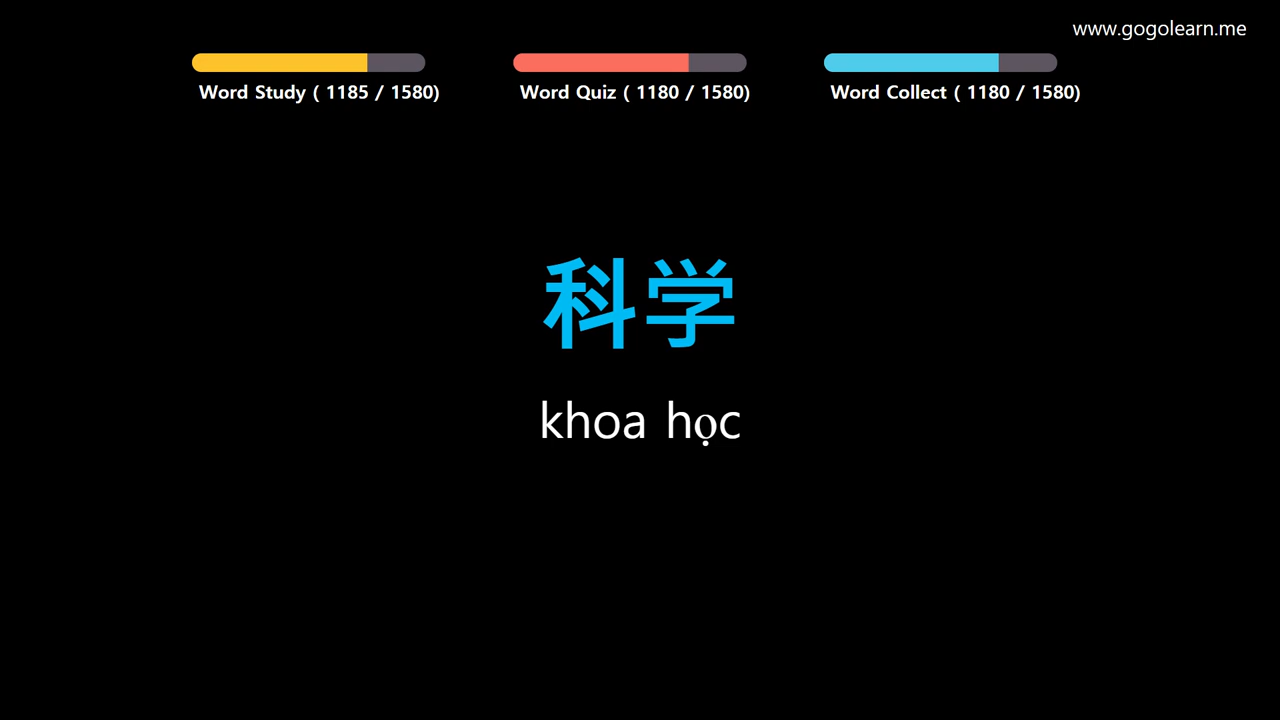 www.gogolearn.me
Word Study ( 1185 / 1580)
Word Quiz ( 1180 / 1580)
Word Collect ( 1180 / 1580)
科学
khoa học